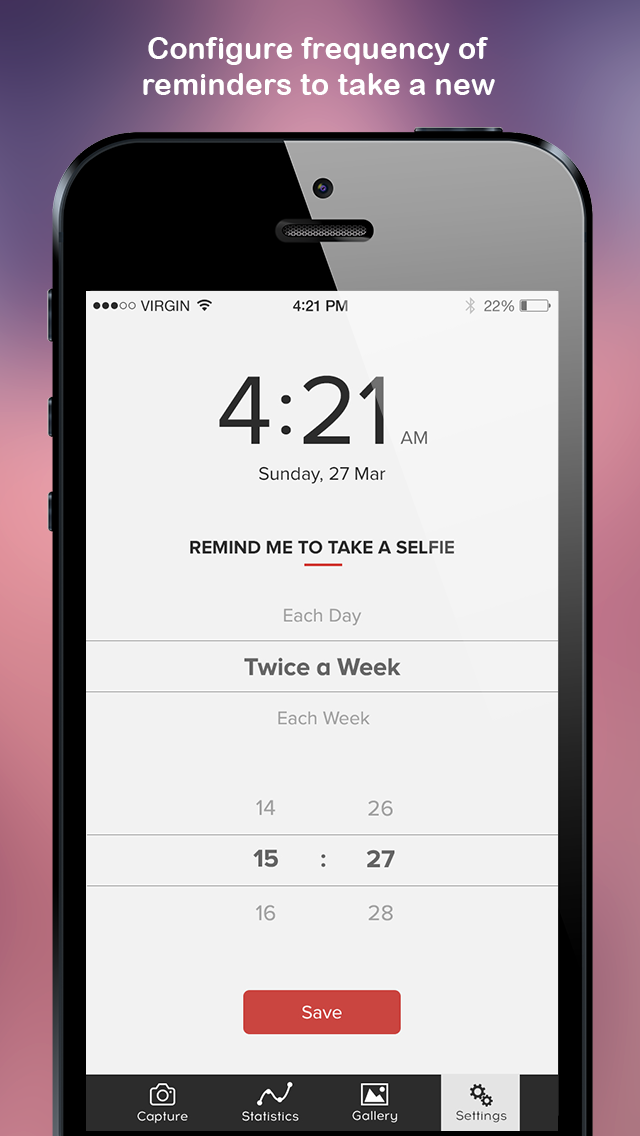 Configure frequency of
reminders to take a new
VIRGIN 4:21 PM 22%
4:21 AM
Sunday, 27 Mar
REMIND ME TO TAKE A SELFIE
Each Day
Twice a Week
Each Week
14 26
15 : 27
16 28
Save
Capture Statistics Gallery Settings